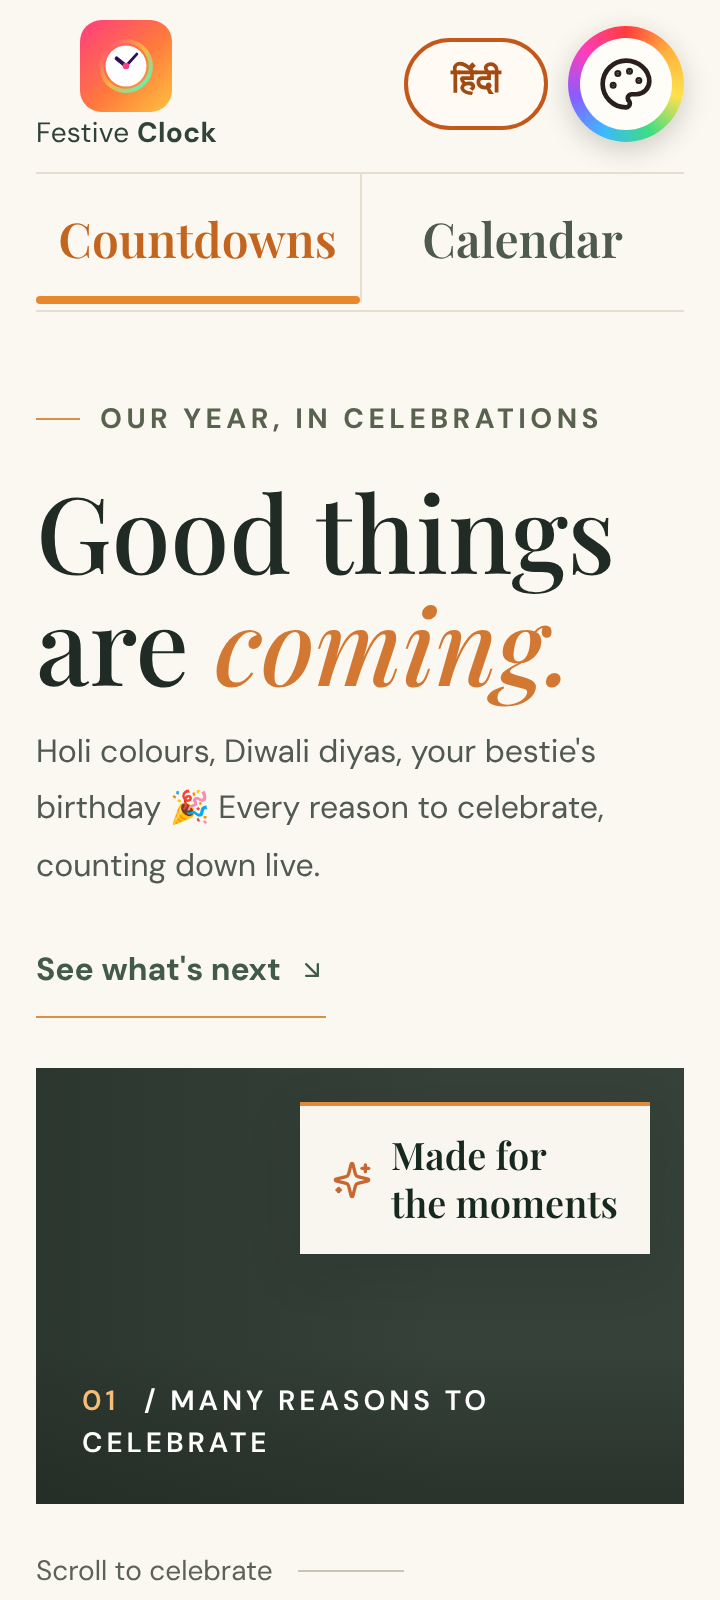 Festive Clock
हिंदी
Countdowns
Calendar
OUR YEAR, IN CELEBRATIONS
Good things
are coming.
Holi colours, Diwali diyas, your bestie's
birthday 🎉 Every reason to celebrate,
counting down live.
See what's next
Made for
the moments
01 / MANY REASONS TO
CELEBRATE
Scroll to celebrate